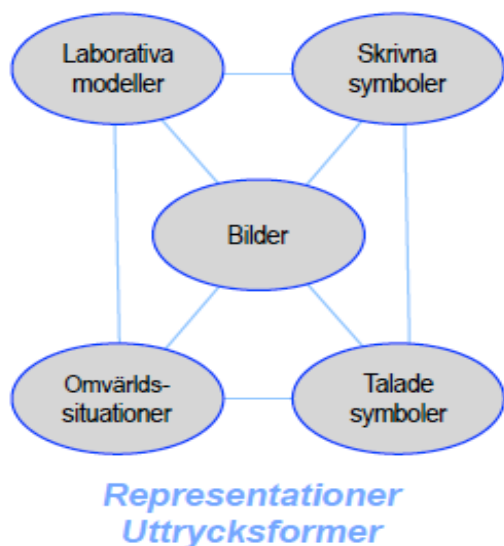 Laborativa
modeller
Skrivna
symboler
Bilder
Omvärlds-
situationer
Talade
symboler
Representationer
Uttrycksformer